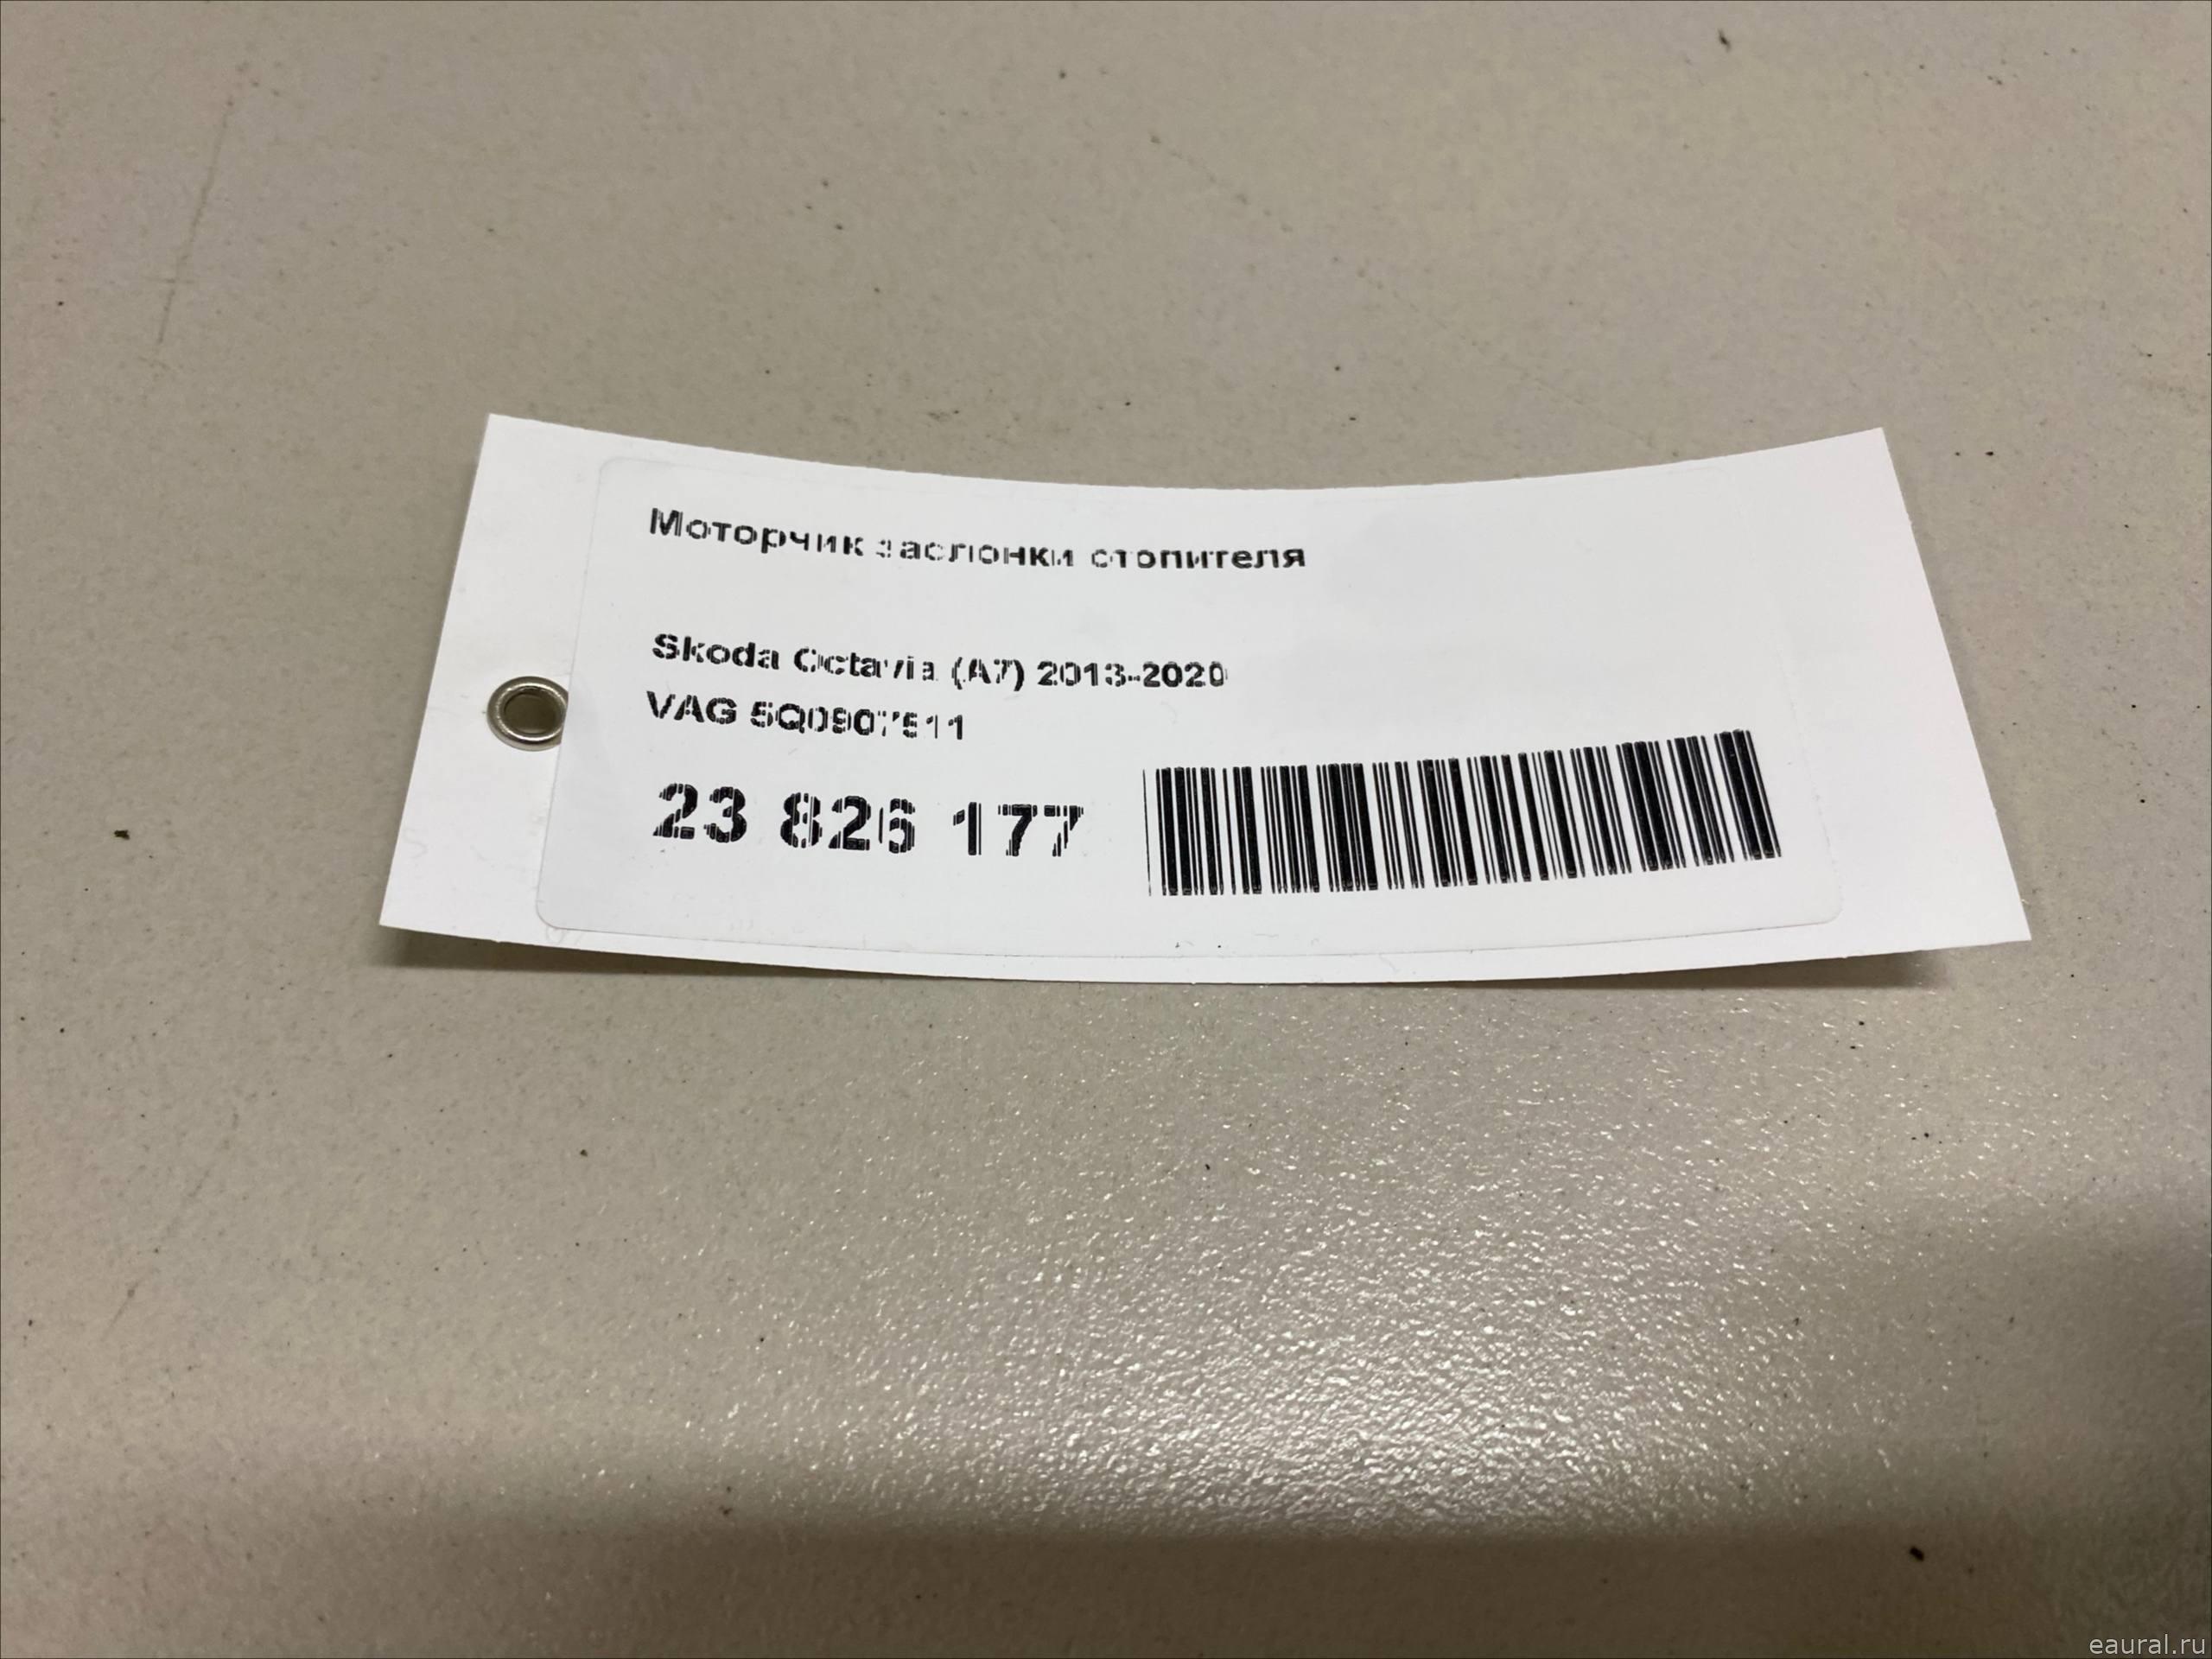 Моторчик заслонки отопителя
Skoda Octavia (A7) 2013-2020
VAG 5Q0907511
23 826 177
eaural.ru